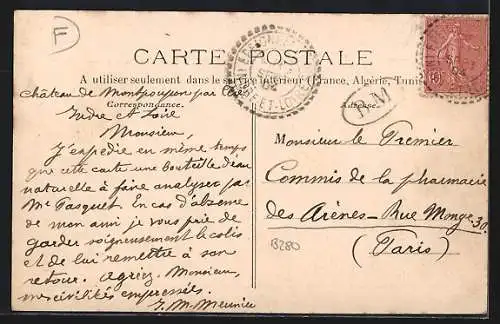 F
CARTE POSTALE
A utiliser seulement dans le service intérieur (France, Algérie, Tunis
Correspondance.
Adresse.
château de Montpoupon par Céré
Indre et Loire
Monsieur,
J'expédie en même temps
que cette carte une bouteille d'eau
naturelle à faire analyser par
Mr Pasquet. En cas d'absence
de mon ami je vous prie de
garder soigneusement le colis
et de lui remettre à son
retour. agréez, Monsieur,
mes civilités empressées.
J. M. Meunier
B.M
Monsieur le Premier
Commis de la pharmacie
des Arènes - Rue Monge 30.
(Paris)
B280
ET-LOIRE